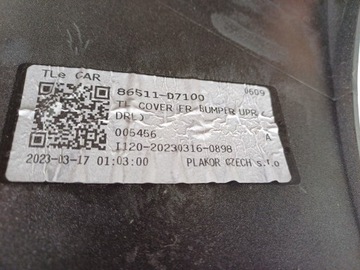 TLe CAR
86511-D7100 0609
TL COVER FR BUMPER UPR
DRL)
005456 A
I120-20230316-0898
2023-03-17 01:03:00 PLAKOR CZECH s.r.o